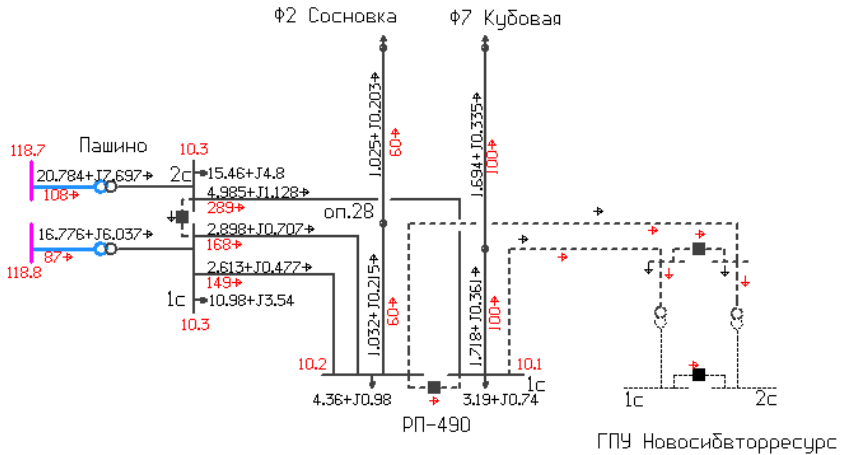 Ф2 Сосновка
Ф7 Кубовая
1.025+J0.203
60
1.694+J0.335
100
Пашино
118.7
10.3
20.784+J7.697
2с
15.46+J4.8
108
4.985+J1.128
289
оп.28
16.776+J6.037
2.898+J0.707
168
87
118.8
2.613+J0.477
149
1с
10.98+J3.54
10.3
1.032+J0.215
60
1.718+J0.361
100
10.2
10.1
1с
4.36+J0.98
3.19+J0.74
РП-490
1с
2с
ГПУ Новосибвторресурс